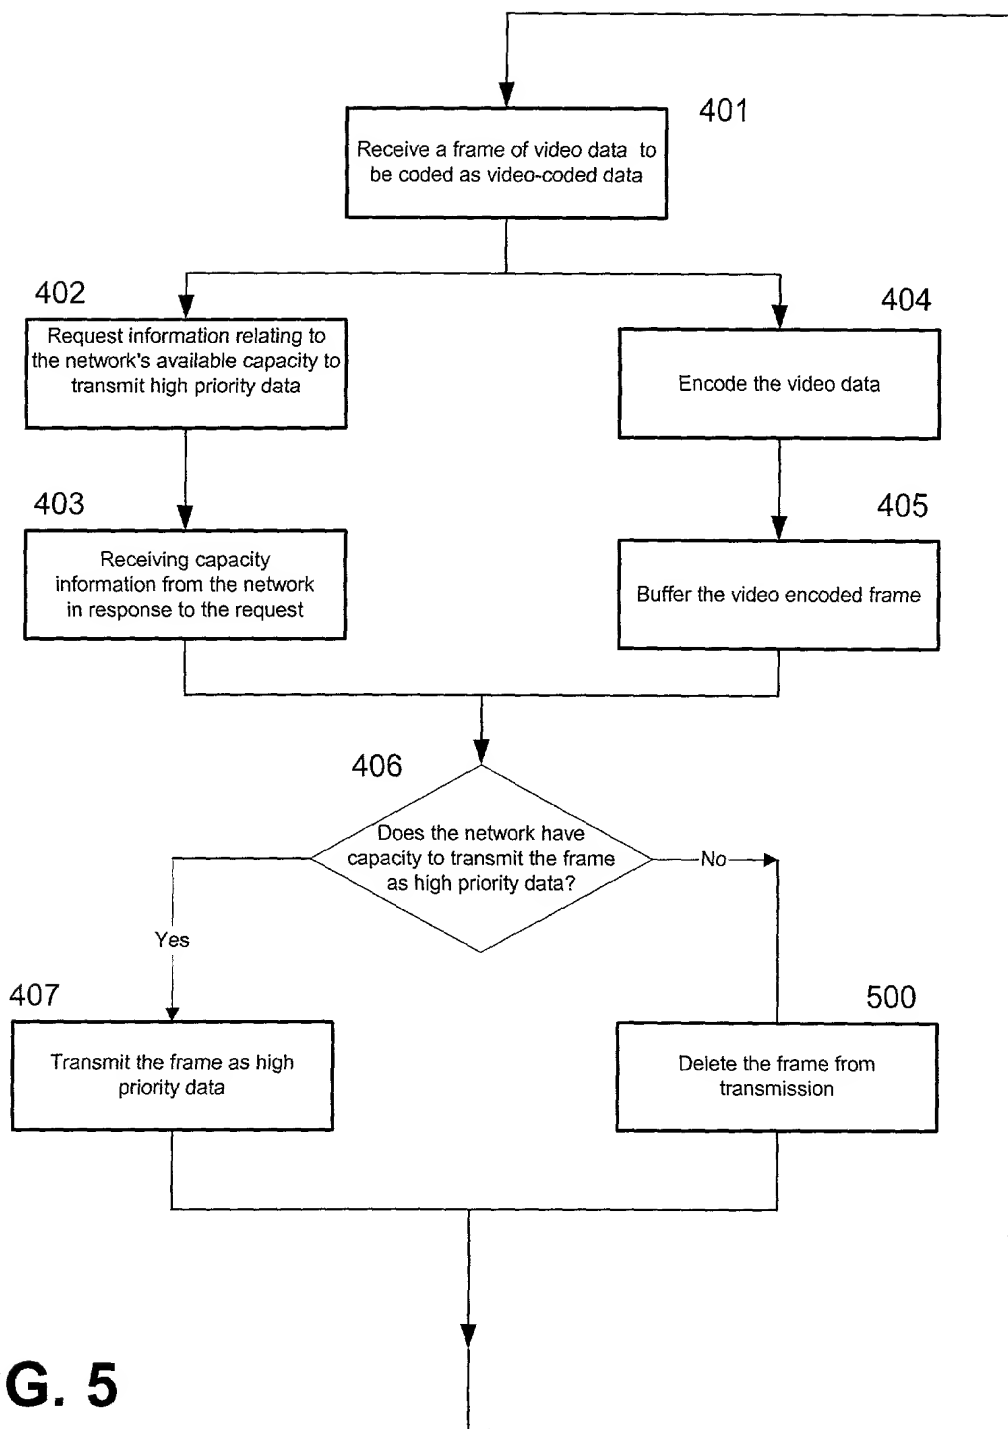 401
Receive a frame of video data to
be coded as video-coded data
402
Request information relating to
the network's available capacity to
transmit high priority data
404
Encode the video data
403
Receiving capacity
information from the network
in response to the request
405
Buffer the video encoded frame
406
Does the network have
capacity to transmit the frame
as high priority data?
No
Yes
407
Transmit the frame as high
priority data
500
Delete the frame from
transmission
G. 5